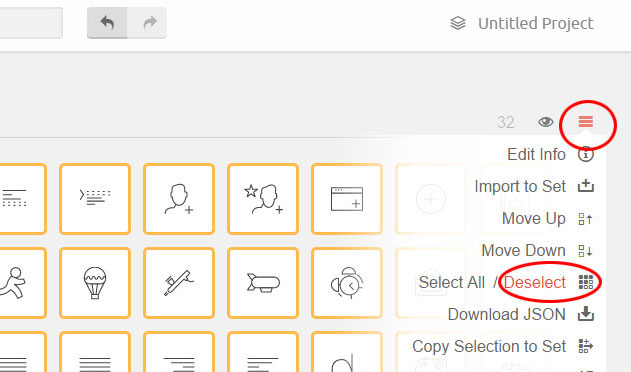 Untitled Project
32
Edit Info
Import to Set
Move Up
Move Down
Select All / Deselect
Download JSON
Copy Selection to Set